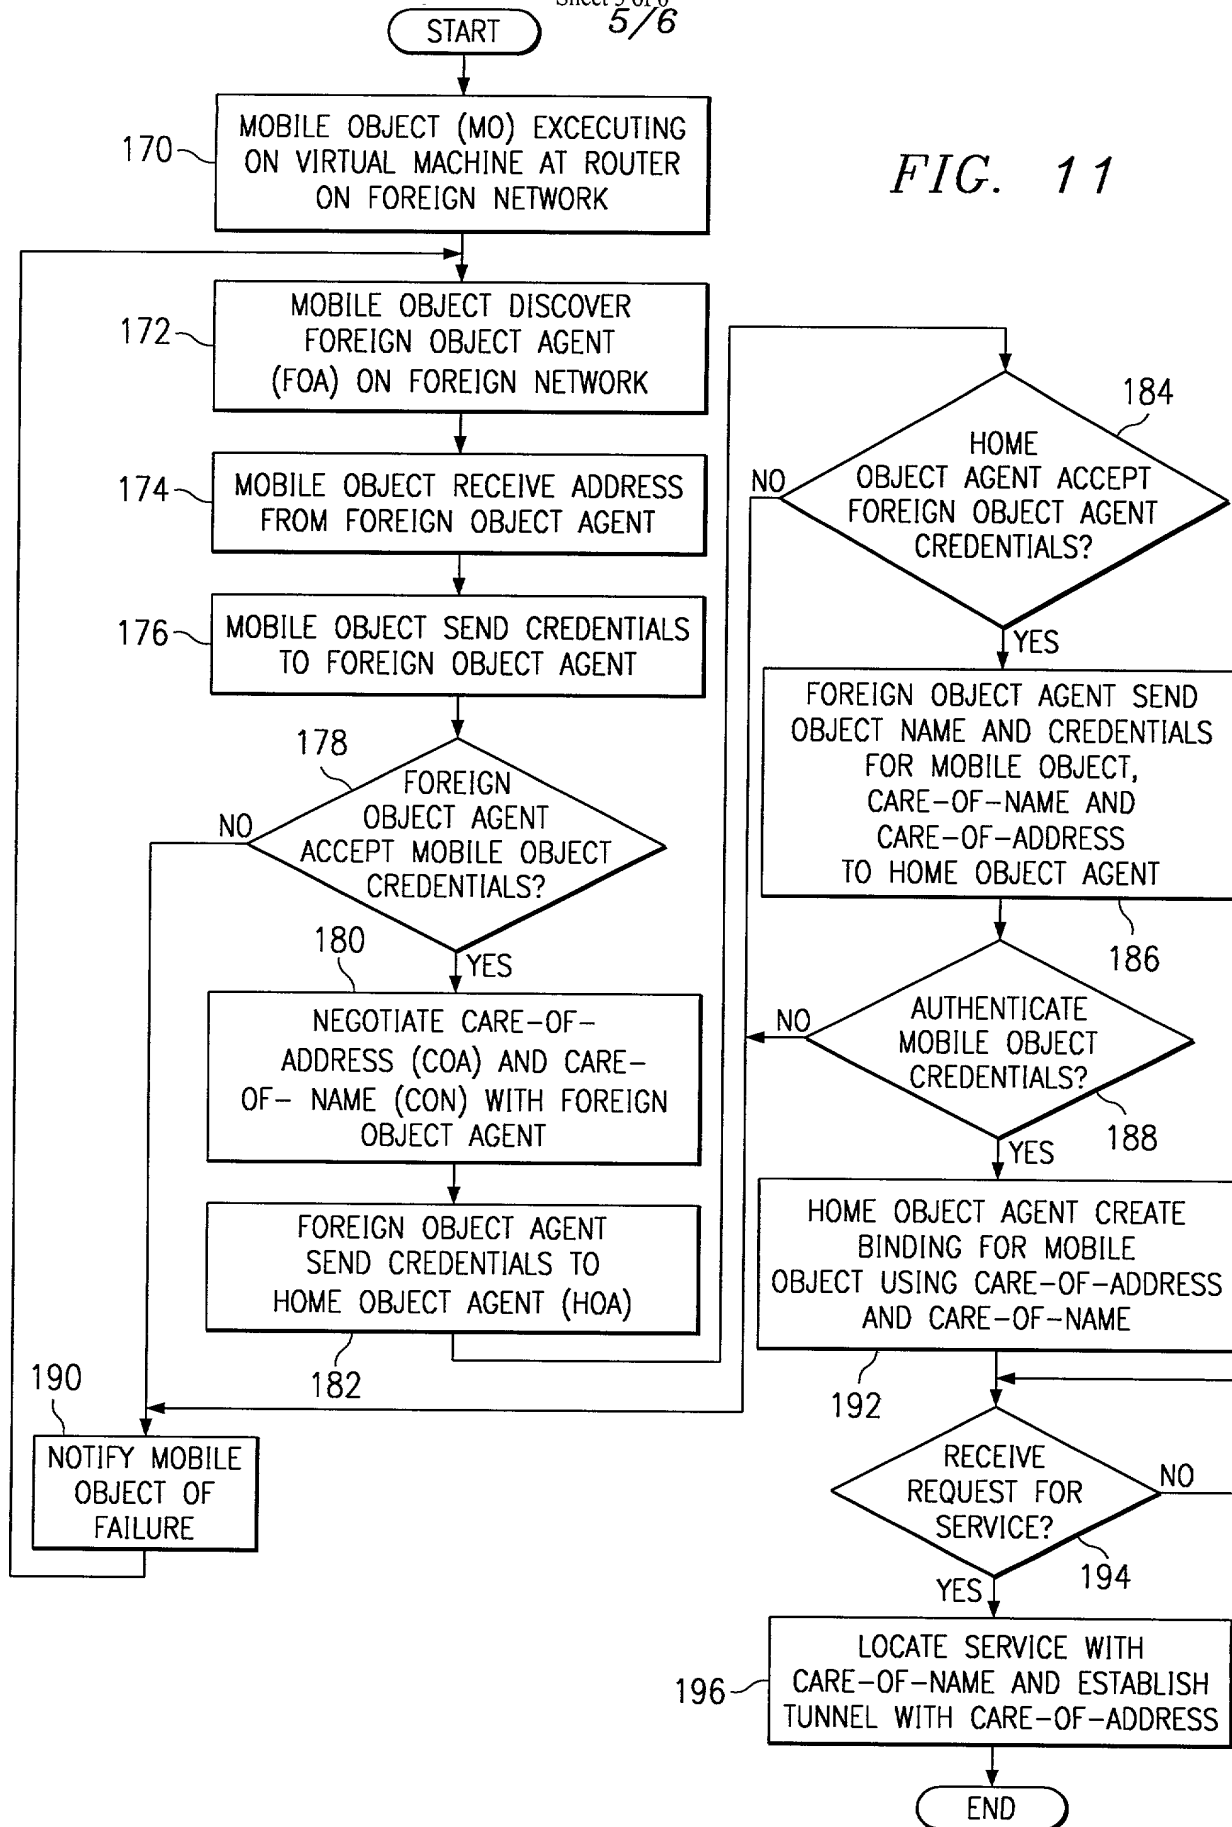 Sheet 5 of 6
5/6
START
FIG. 11
170
MOBILE OBJECT (MO) EXCECUTING
ON VIRTUAL MACHINE AT ROUTER
ON FOREIGN NETWORK
172
MOBILE OBJECT DISCOVER
FOREIGN OBJECT AGENT
(FOA) ON FOREIGN NETWORK
174
MOBILE OBJECT RECEIVE ADDRESS
FROM FOREIGN OBJECT AGENT
176
MOBILE OBJECT SEND CREDENTIALS
TO FOREIGN OBJECT AGENT
178
FOREIGN
OBJECT AGENT
ACCEPT MOBILE OBJECT
CREDENTIALS?
NO
YES
180
NEGOTIATE CARE-OF-
ADDRESS (COA) AND CARE-
OF- NAME (CON) WITH FOREIGN
OBJECT AGENT
FOREIGN OBJECT AGENT
SEND CREDENTIALS TO
HOME OBJECT AGENT (HOA)
182
190
NOTIFY MOBILE
OBJECT OF
FAILURE
184
HOME
OBJECT AGENT ACCEPT
FOREIGN OBJECT AGENT
CREDENTIALS?
NO
YES
FOREIGN OBJECT AGENT SEND
OBJECT NAME AND CREDENTIALS
FOR MOBILE OBJECT,
CARE-OF-NAME AND
CARE-OF-ADDRESS
TO HOME OBJECT AGENT
186
AUTHENTICATE
MOBILE OBJECT
CREDENTIALS?
NO
188
YES
HOME OBJECT AGENT CREATE
BINDING FOR MOBILE
OBJECT USING CARE-OF-ADDRESS
AND CARE-OF-NAME
192
RECEIVE
REQUEST FOR
SERVICE?
NO
194
YES
196
LOCATE SERVICE WITH
CARE-OF-NAME AND ESTABLISH
TUNNEL WITH CARE-OF-ADDRESS
END